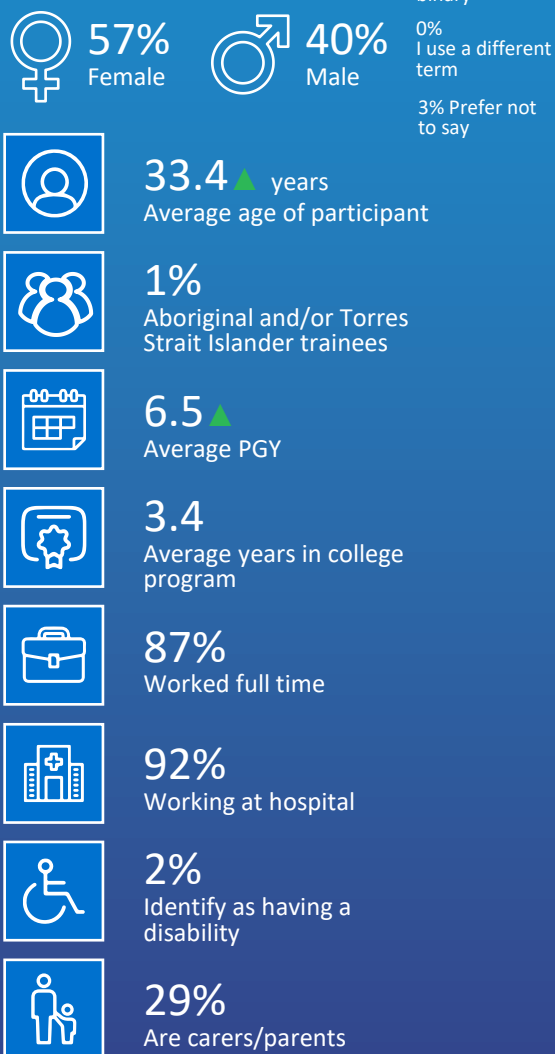 57%
Female
40%
Male
binary
0%
I use a different
term
3% Prefer not
to say
33.4▲ years
Average age of participant
1%
Aboriginal and/or Torres
Strait Islander trainees
6.5▲
Average PGY
3.4
Average years in college
program
87%
Worked full time
92%
Working at hospital
2%
Identify as having a
disability
29%
Are carers/parents